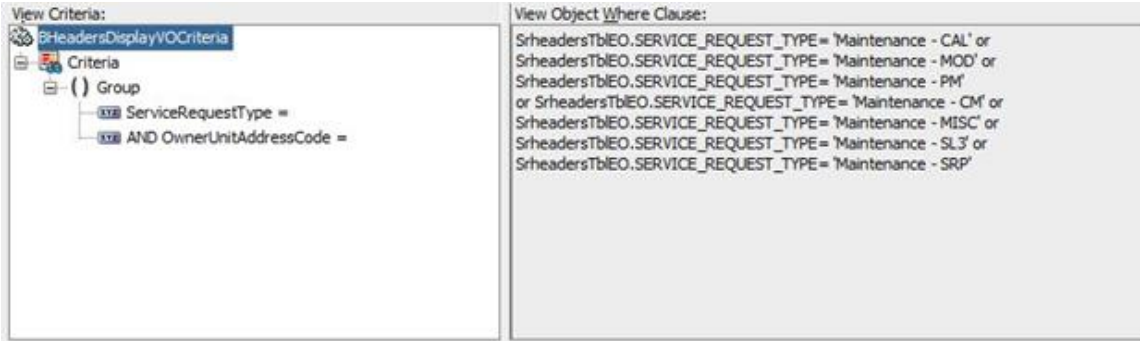 View Criteria:
BHeadersDisplayVOCriteria
Criteria
( ) Group
ServiceRequestType =
AND OwnerUnitAddressCode =
View Object Where Clause:
SrheadersTblEO.SERVICE_REQUEST_TYPE= 'Maintenance - CAL' or
SrheadersTblEO.SERVICE_REQUEST_TYPE= 'Maintenance - MOD' or
SrheadersTblEO.SERVICE_REQUEST_TYPE= 'Maintenance - PM'
or SrheadersTblEO.SERVICE_REQUEST_TYPE= 'Maintenance - CM' or
SrheadersTblEO.SERVICE_REQUEST_TYPE= 'Maintenance - MISC' or
SrheadersTblEO.SERVICE_REQUEST_TYPE= 'Maintenance - SL3' or
SrheadersTblEO.SERVICE_REQUEST_TYPE= 'Maintenance - SRP'